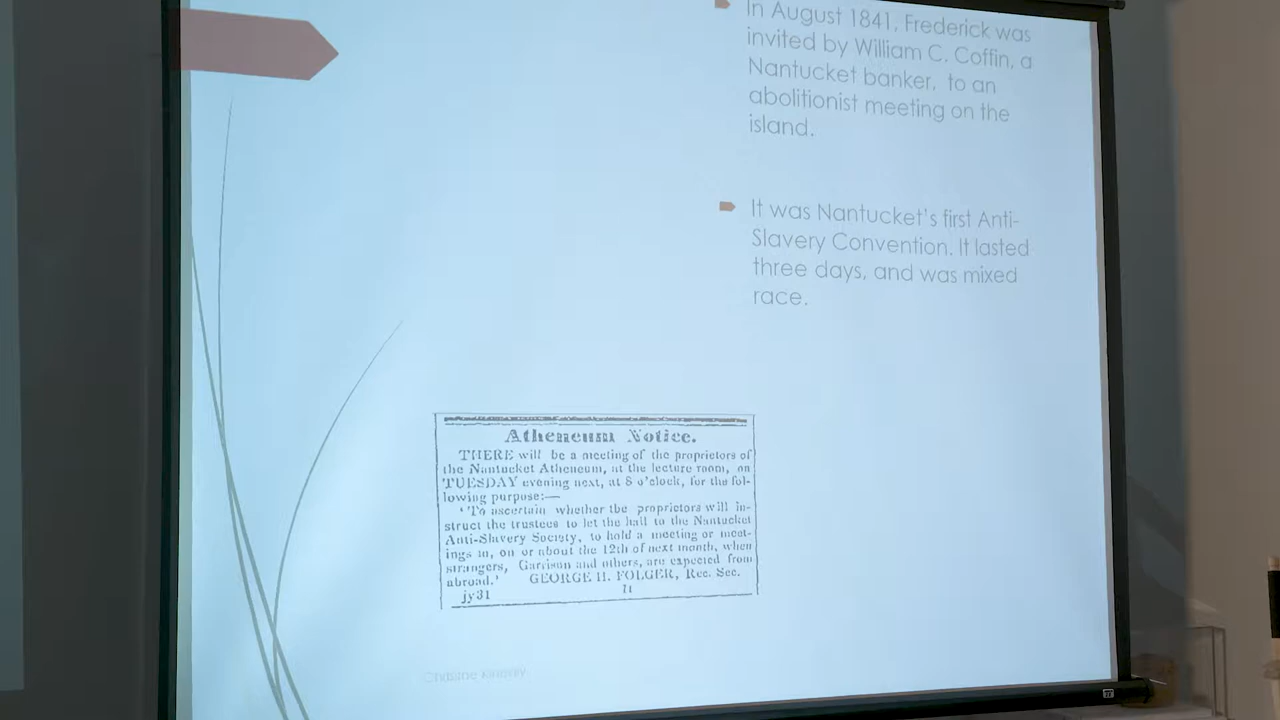 In August 1841, Frederick was
invited by William C. Coffin, a
Nantucket banker, to an
abolitionist meeting on the
island.
It was Nantucket's first Anti-
Slavery Convention. It lasted
three days, and was mixed
race.
Atheneum Notice.
THERE will be a meeting of the proprietors of
the Nantucket Atheneum, at the lecture room, on
TUESDAY evening next, at 8 o'clock, for the fol-
lowing purpose:—
'To ascertain whether the proprietors will in-
struct the trustees to let the hall to the Nantucket
Anti-Slavery Society, to hold a meeting or meet-
ings in, on or about the 12th of next month, when
strangers, Garrison and others, are expected from
abroad.' GEORGE H. FOLGER, Rec. Sec.
jy31
Christine